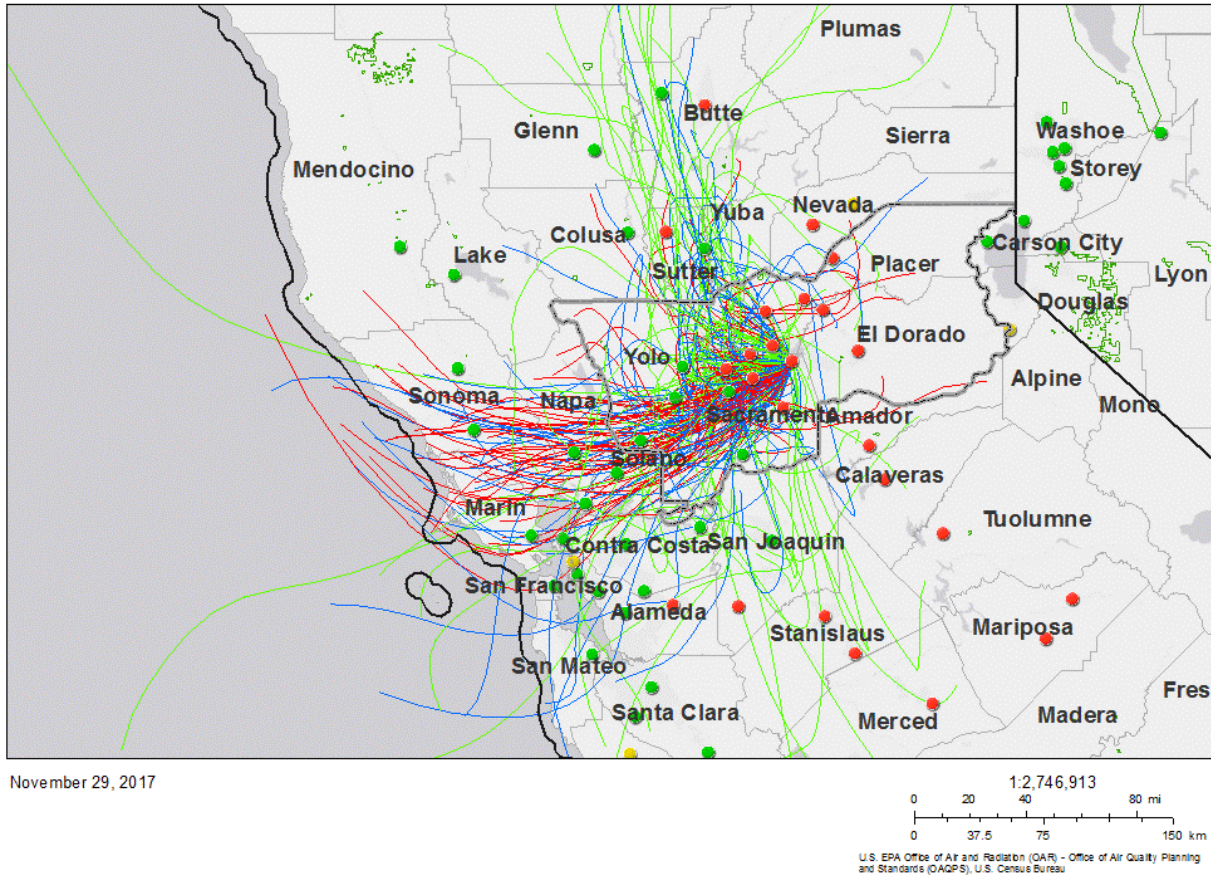 Plumas
Butte
Glenn
Sierra
Washoe
Mendocino
Storey
Nevada
Yuba
Colusa
Carson City
Lake
Placer
Sutter
Lyon
Douglas
El Dorado
Yolo
Alpine
Sonoma
Napa
Mono
Sacramento
Amador
Solano
Calaveras
Marin
Tuolumne
Contra Costa
San Joaquin
San Francisco
Alameda
Stanislaus
Mariposa
San Mateo
Fres
Santa Clara
Merced
Madera
November 29, 2017
1:2,746,913
0 20 40 80 mi
0 37.5 75 150 km
U.S. EPA Office of Air and Radiation (OAR) - Office of Air Quality Planning
and Standards (OAQPS), U.S. Census Bureau